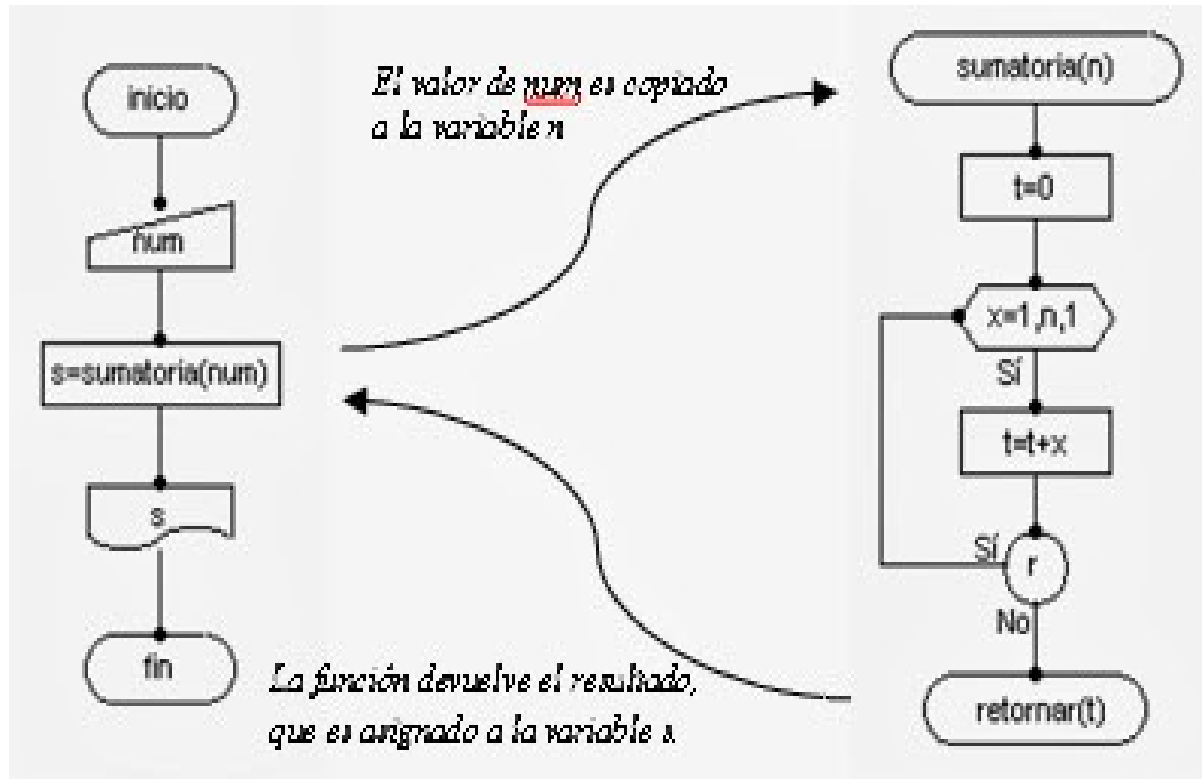 inicio
num
s=sumatoria(num)
s
fin
El valor de num es copiado
a la variable n
La función devuelve el resultado,
que es asignado a la variable s.
sumatoria(n)
t=0
x=1,n,1
Sí
t=t+x
Sí
r
No
retornar(t)